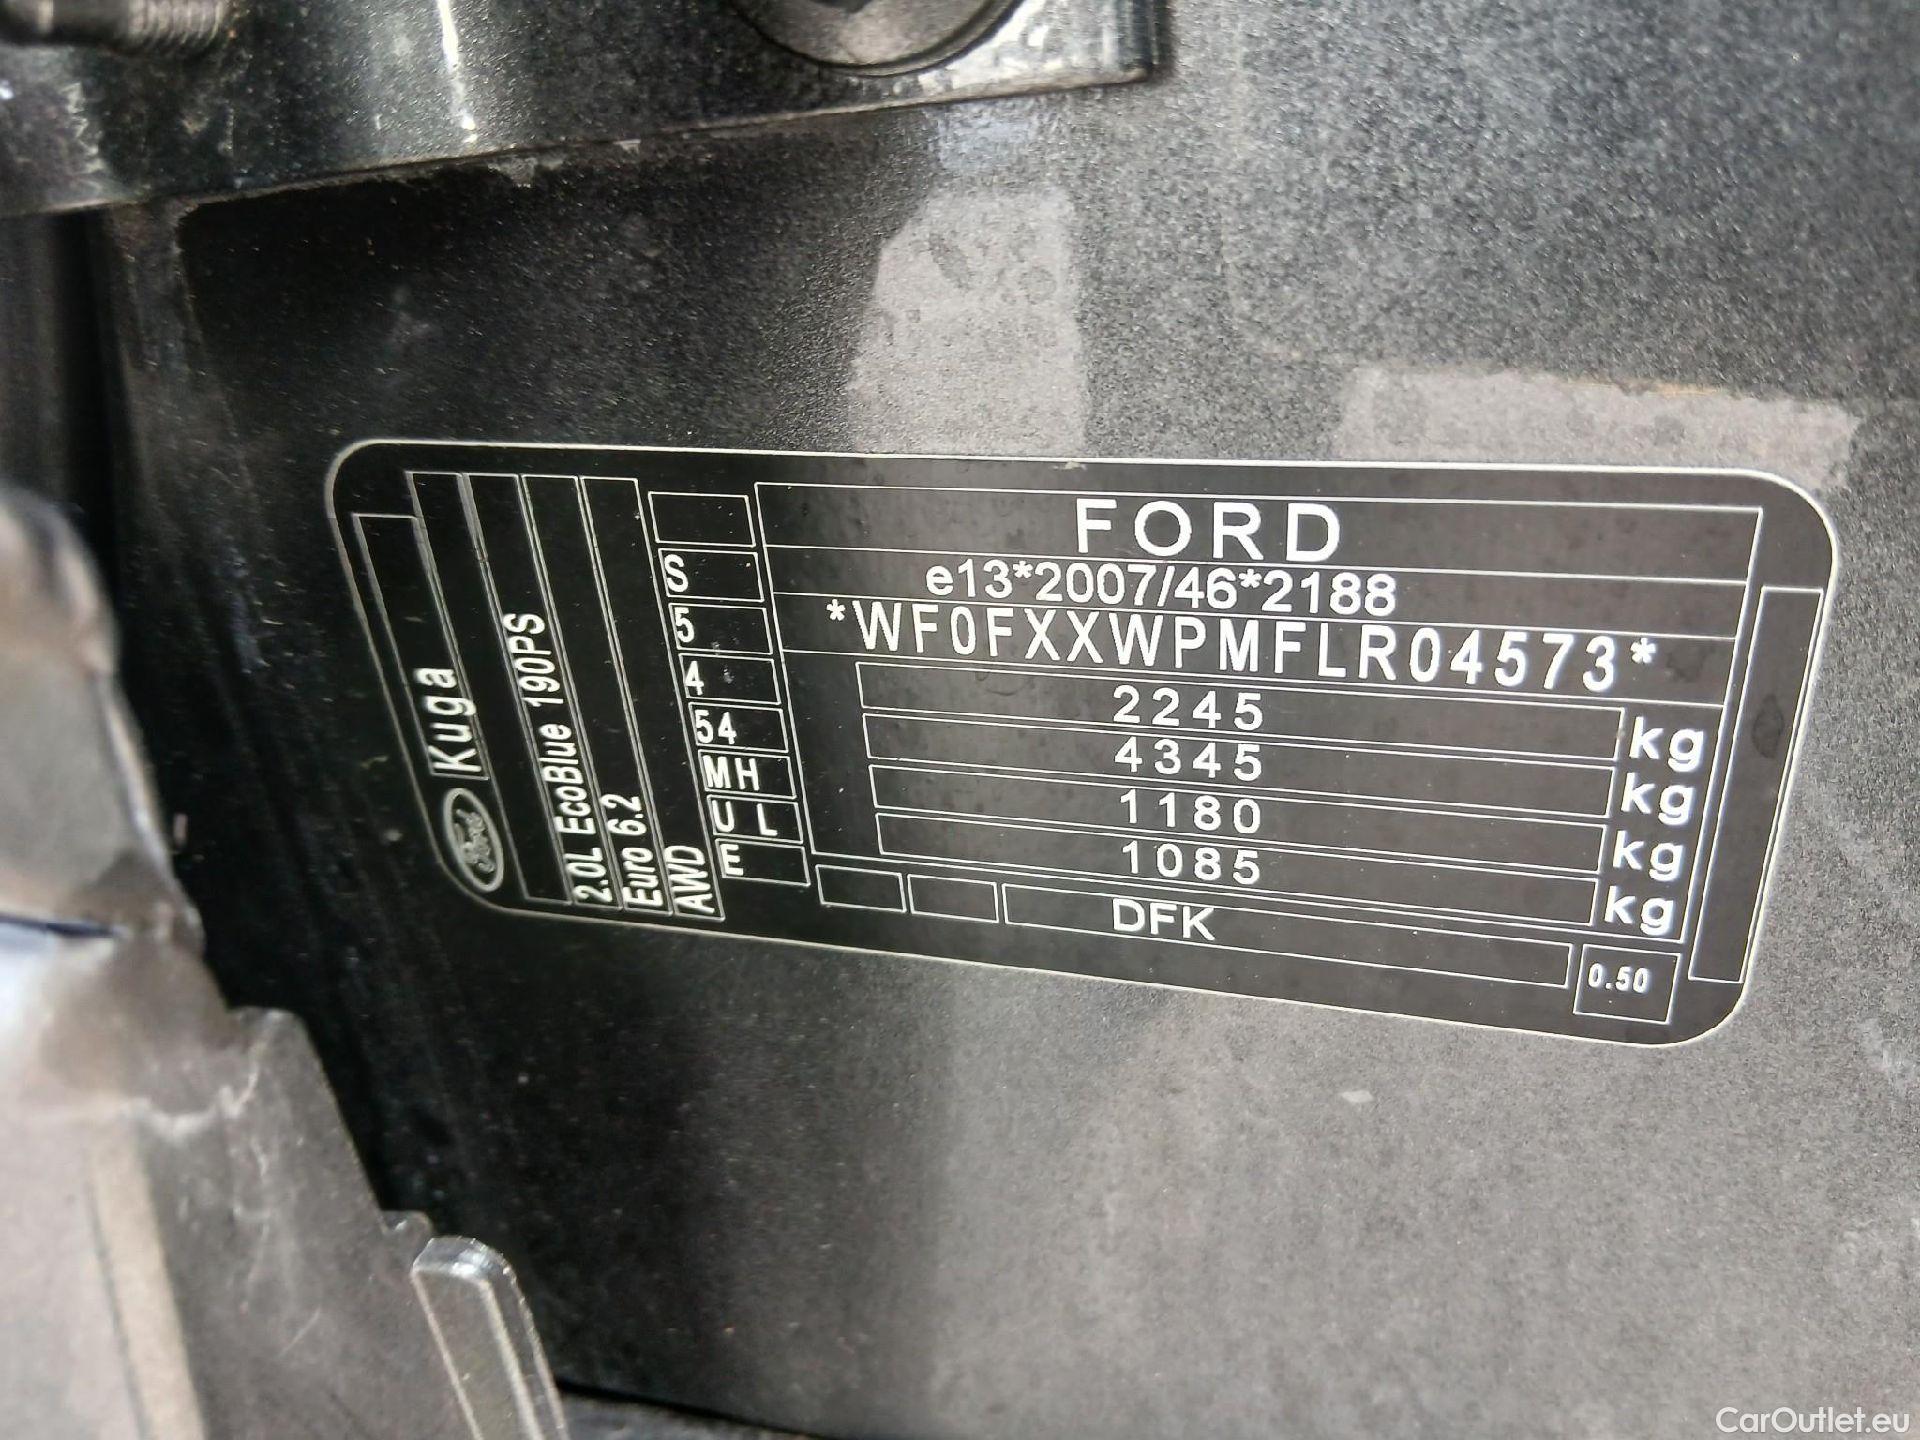 FORD
e13*2007/46*2188
*WF0FXXWPMFLR04573*
2245 kg
4345 kg
1180 kg
1085 kg
DFK
0.50
S
5
4
54
MH
U L
E
Ford Kuga
2.0L EcoBlue 190PS
Euro 6.2
AWD
CarOutlet.eu